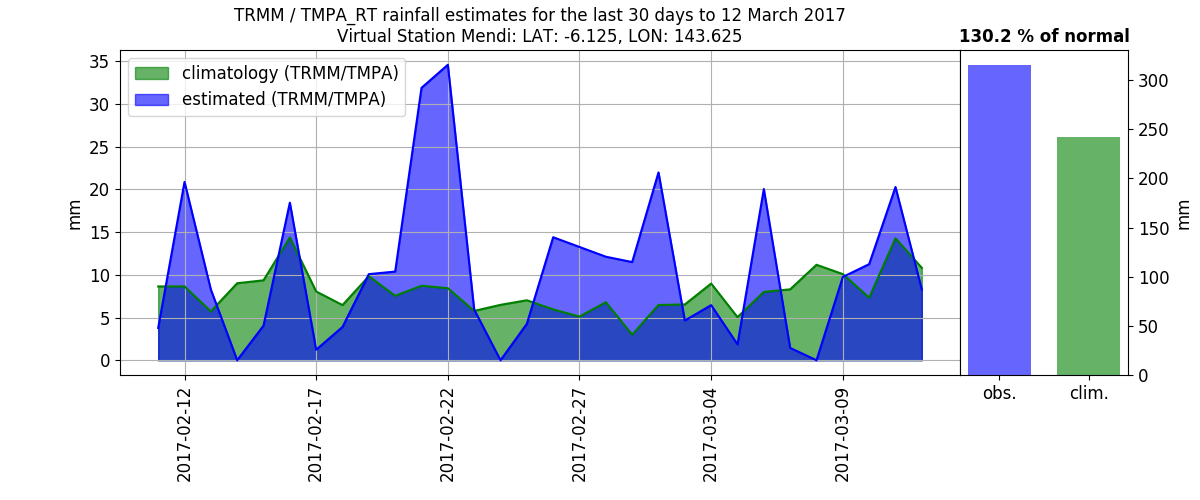 TRMM / TMPA_RT rainfall estimates for the last 30 days to 12 March 2017
Virtual Station Mendi: LAT: -6.125, LON: 143.625
130.2 % of normal
climatology (TRMM/TMPA)
estimated (TRMM/TMPA)
mm
35
30
25
20
15
10
5
0
2017-02-12
2017-02-17
2017-02-22
2017-02-27
2017-03-04
2017-03-09
300
250
200
150
100
50
0
mm
obs.
clim.